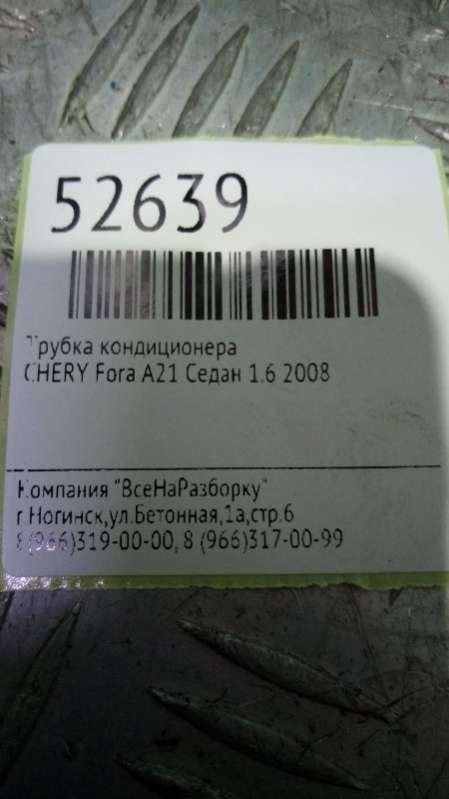 52639
Трубка кондиционера
CHERY Fora A21 Седан 1.6 2008
Компания "ВсеНаРазборку"
г.Ногинск,ул.Бетонная,1а,стр.6
8(966)319-00-00, 8 (966)317-00-99